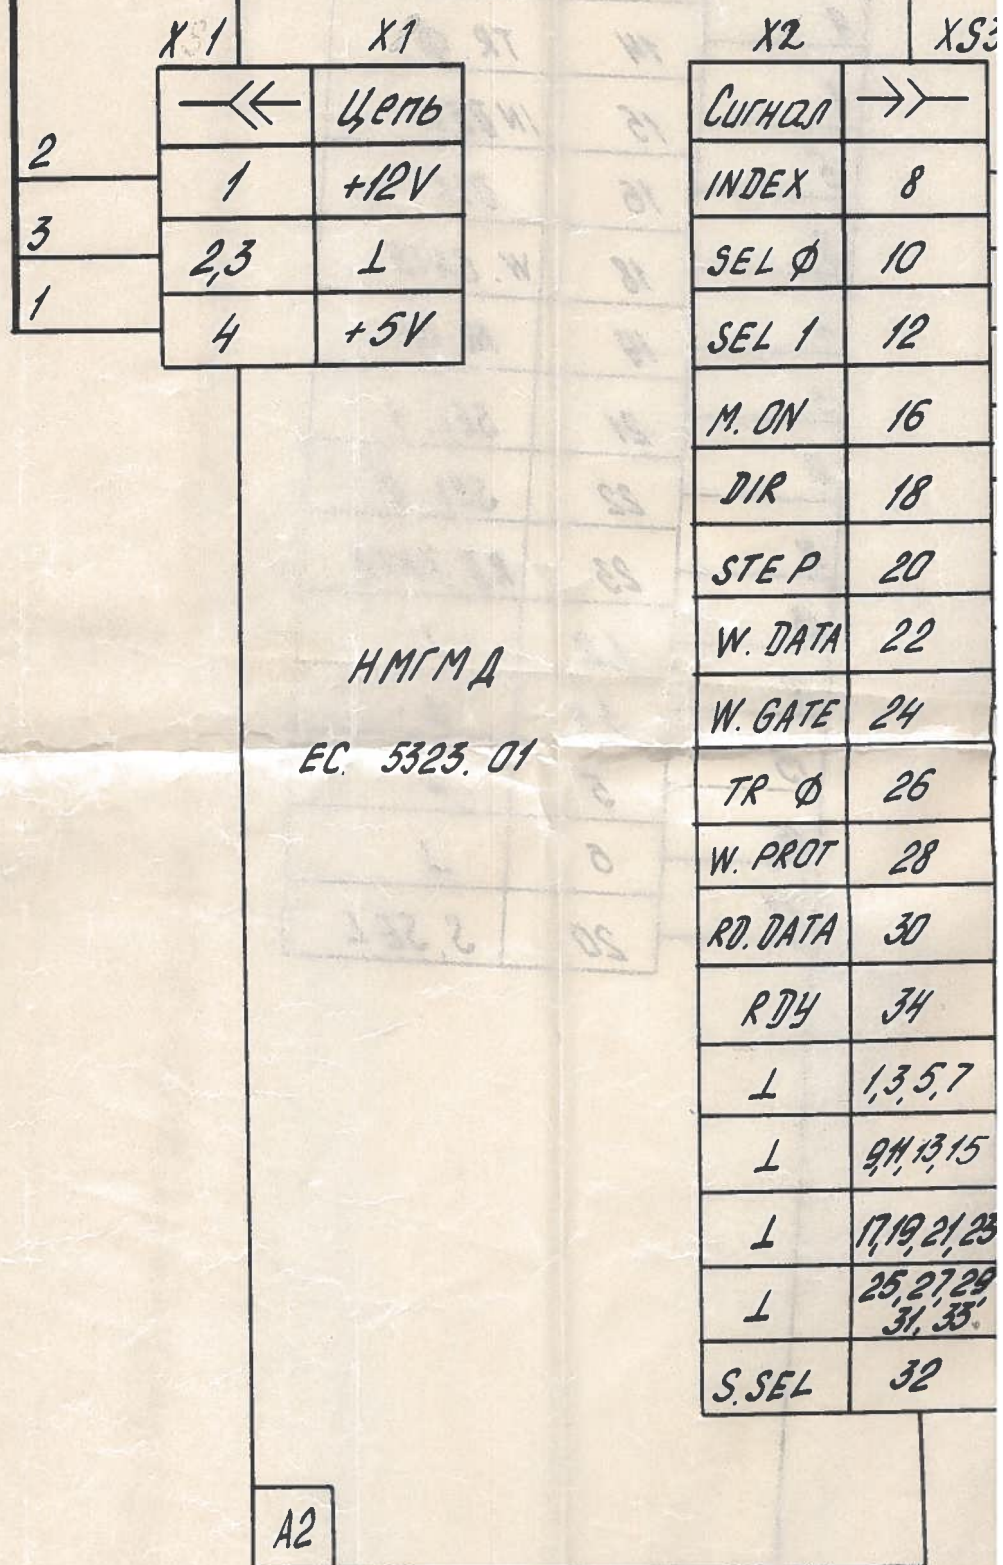 X 1 X1
—<<— Цепь
2
1 +12V
3
2,3 ⊥
1
4 +5V
НМГМД
ЕС. 5323. 01
A2
X2 XS3
Сигнал —>>—
INDEX 8
SEL Ø 10
SEL 1 12
M. ON 16
DIR 18
STEP 20
W. DATA 22
W. GATE 24
TR Ø 26
W. PROT 28
RD. DATA 30
RDY 34
⊥ 1,3,5,7
⊥ 9,11,13,15
⊥ 17,19,21,23
⊥ 25,27,29,
31, 33.
S.SEL 32